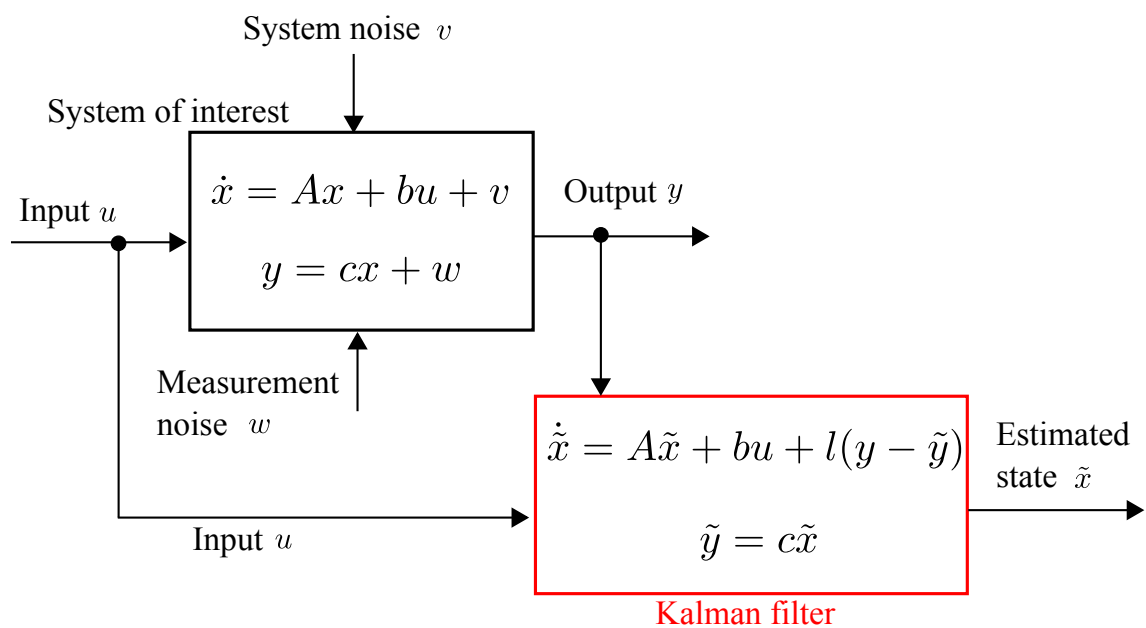 System noise v
System of interest
ẋ = Ax + bu + v
y = cx + w
Input u
Output y
Measurement
noise w
x̃̇ = Ax̃ + bu + l(y − ỹ)
ỹ = cx̃
Estimated
state x̃
Input u
Kalman filter